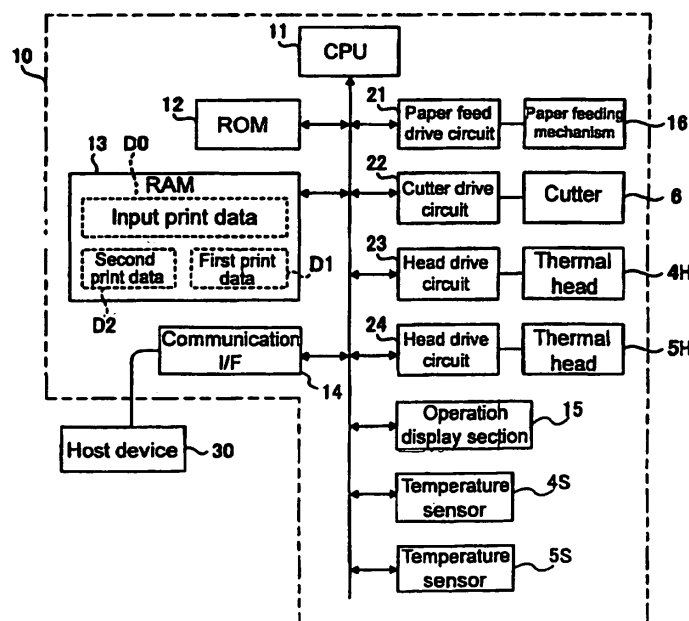 11
CPU
10
12
ROM
21
Paper feed
drive circuit
Paper feeding
mechanism
16
13
D0
RAM
Input print data
Second
print data
First print
data
D1
D2
22
Cutter drive
circuit
Cutter
6
23
Head drive
circuit
Thermal
head
4H
Communication
I/F
14
24
Head drive
circuit
Thermal
head
5H
Host device
30
Operation
display section
15
Temperature
sensor
4S
Temperature
sensor
5S